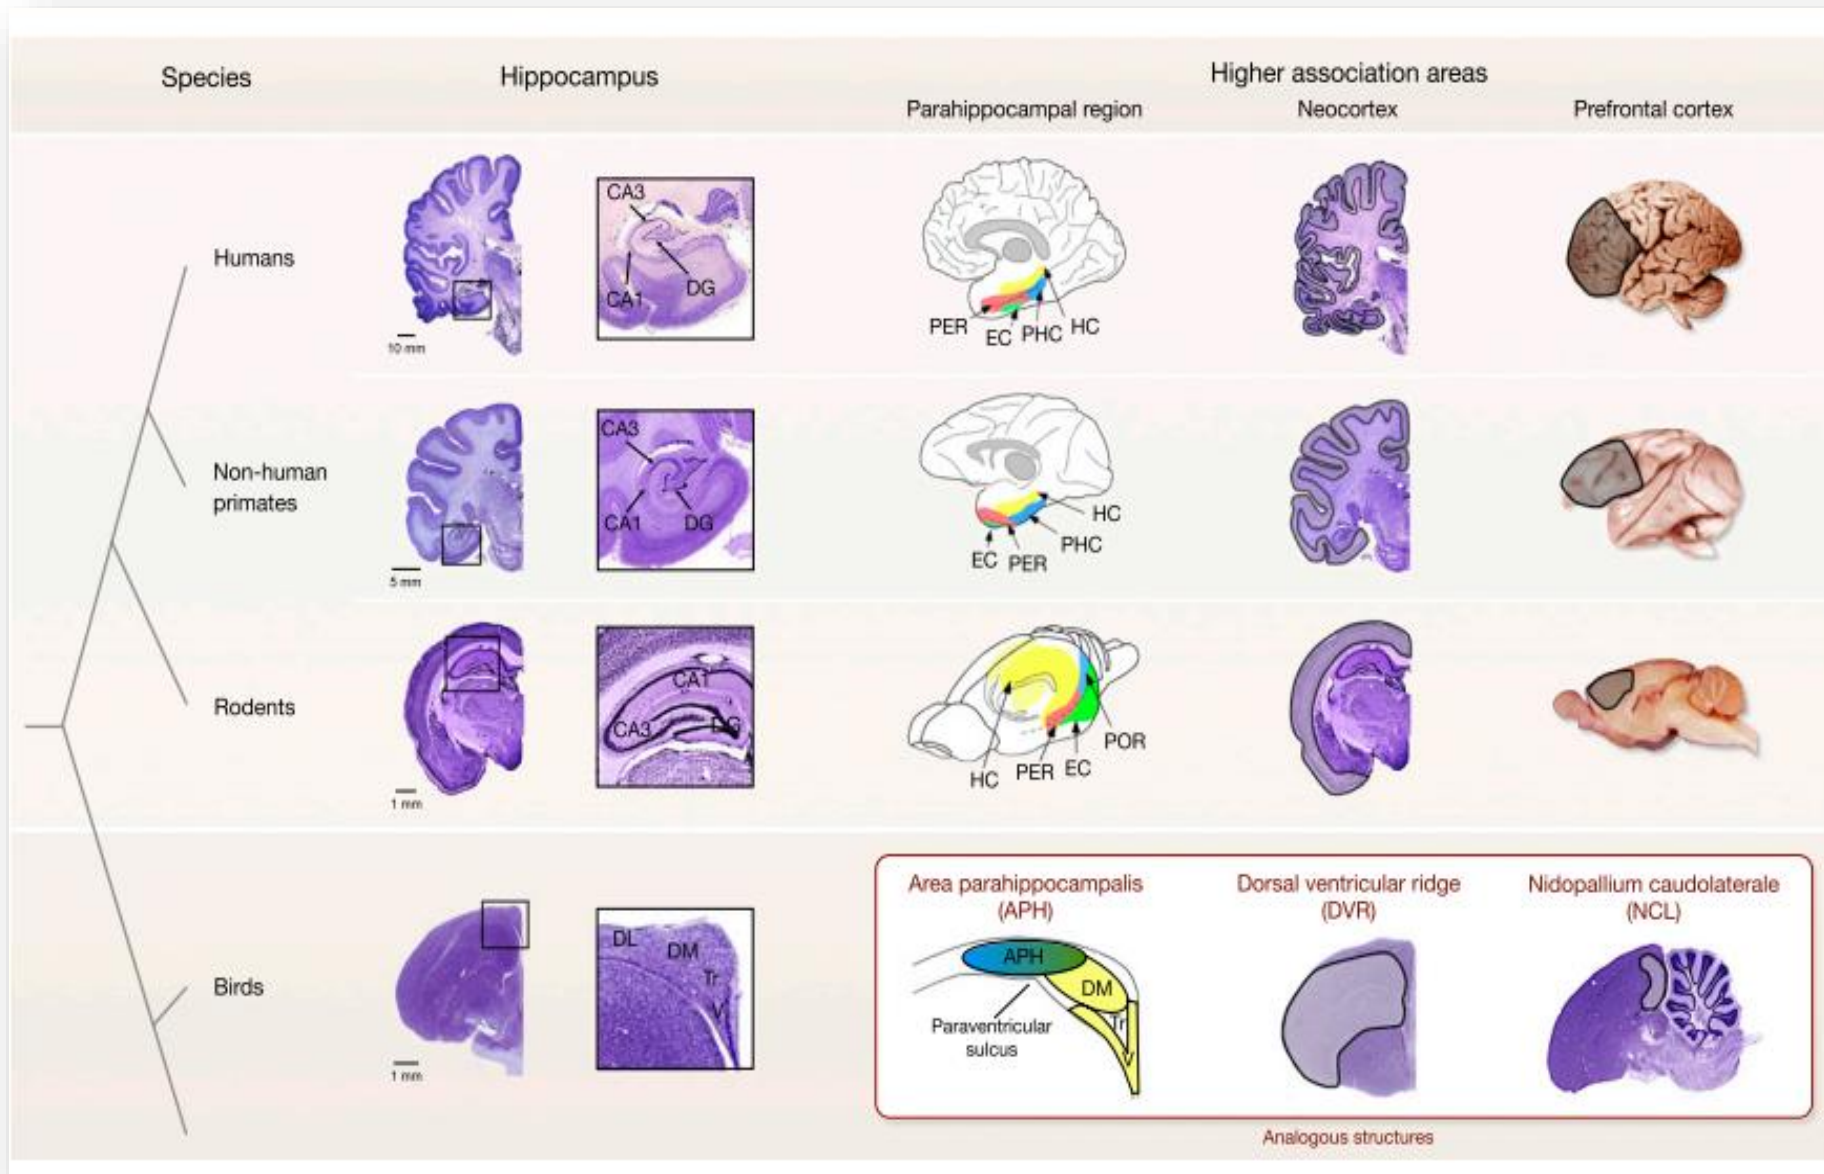 Species
Hippocampus
Higher association areas
Parahippocampal region
Neocortex
Prefrontal cortex
Humans
10 mm
CA3
CA1
DG
PER
EC
PHC
HC
Non-human
primates
5 mm
CA3
CA1
DG
HC
PHC
EC
PER
Rodents
1 mm
CA1
CA3
DG
HC
PER
EC
POR
Birds
1 mm
DL
DM
Tr
V
Area parahippocampalis
(APH)
APH
DM
Tr
V
Paraventricular
sulcus
Dorsal ventricular ridge
(DVR)
Nidopallium caudolaterale
(NCL)
Analogous structures